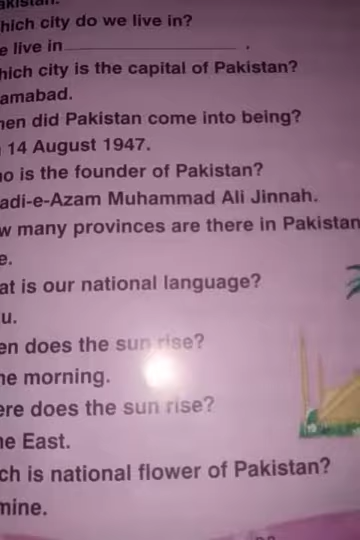 akistan.
hich city do we live in?
e live in .
hich city is the capital of Pakistan?
amabad.
en did Pakistan come into being?
14 August 1947.
o is the founder of Pakistan?
adi-e-Azam Muhammad Ali Jinnah.
w many provinces are there in Pakistan
e.
at is our national language?
u.
en does the sun rise?
he morning.
ere does the sun rise?
he East.
ch is national flower of Pakistan?
mine.